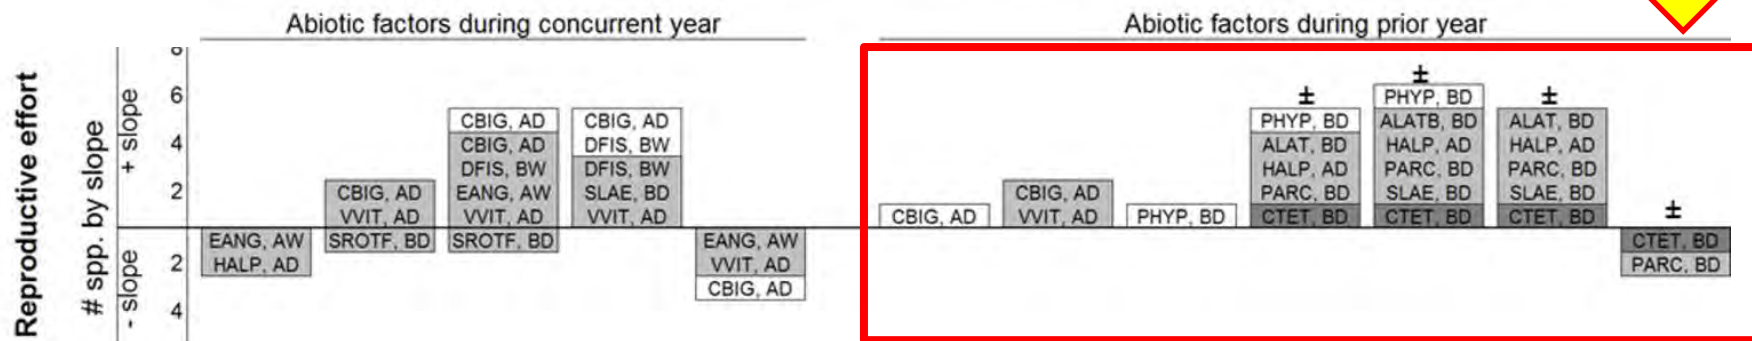 Abiotic factors during concurrent year
Abiotic factors during prior year
Reproductive effort
# spp. by slope
+ slope
- slope
6
4
2
2
4
EANG, AW
HALP, AD
CBIG, AD
VVIT, AD
SROTF, BD
CBIG, AD
CBIG, AD
DFIS, BW
EANG, AW
VVIT, AD
SROTF, BD
CBIG, AD
DFIS, BW
DFIS, BW
SLAE, BD
VVIT, AD
EANG, AW
VVIT, AD
CBIG, AD
CBIG, AD
CBIG, AD
VVIT, AD
PHYP, BD
±
PHYP, BD
ALAT, BD
HALP, AD
PARC, BD
CTET, BD
±
PHYP, BD
ALATB, BD
HALP, AD
PARC, BD
SLAE, BD
CTET, BD
±
ALAT, BD
HALP, AD
PARC, BD
SLAE, BD
CTET, BD
±
CTET, BD
PARC, BD